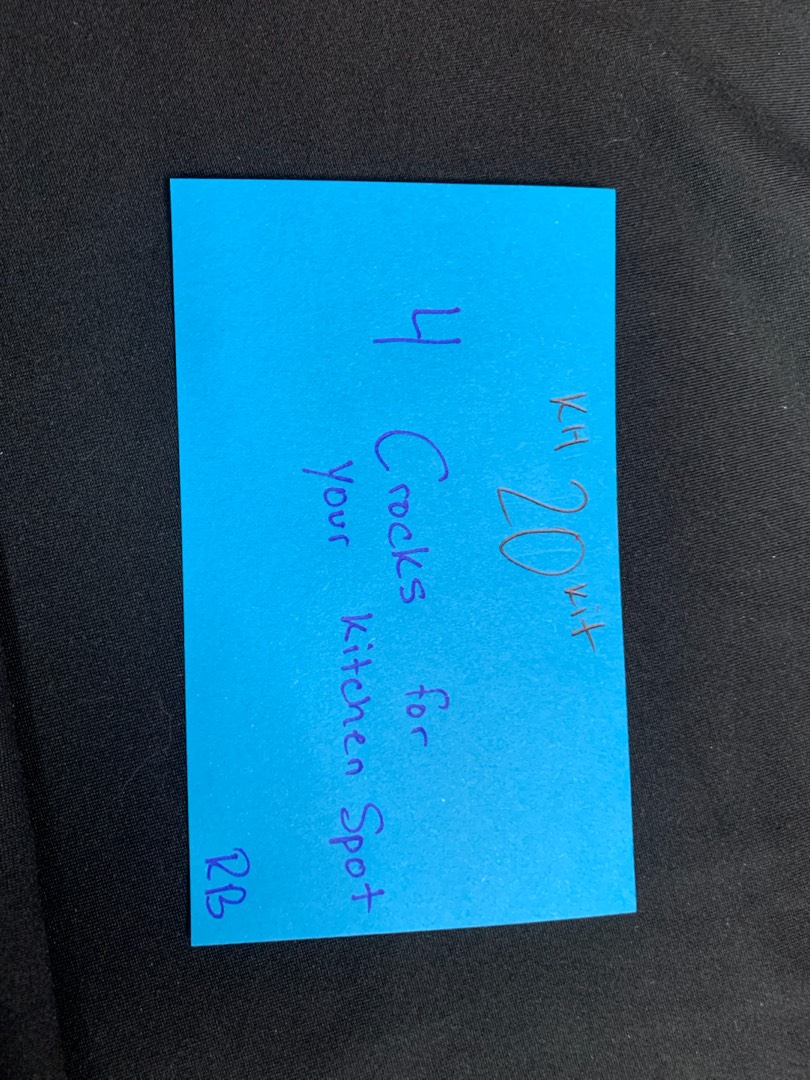 KH 20 Kit
4 Crocks for
your Kitchen Spot
RB